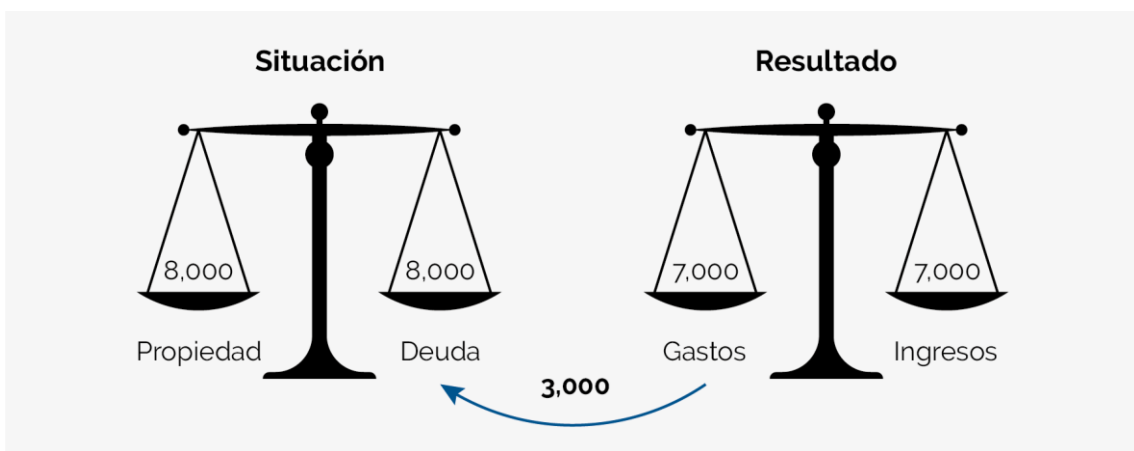 Situación
Resultado
8,000
8,000
7,000
7,000
Propiedad
Deuda
Gastos
Ingresos
3,000